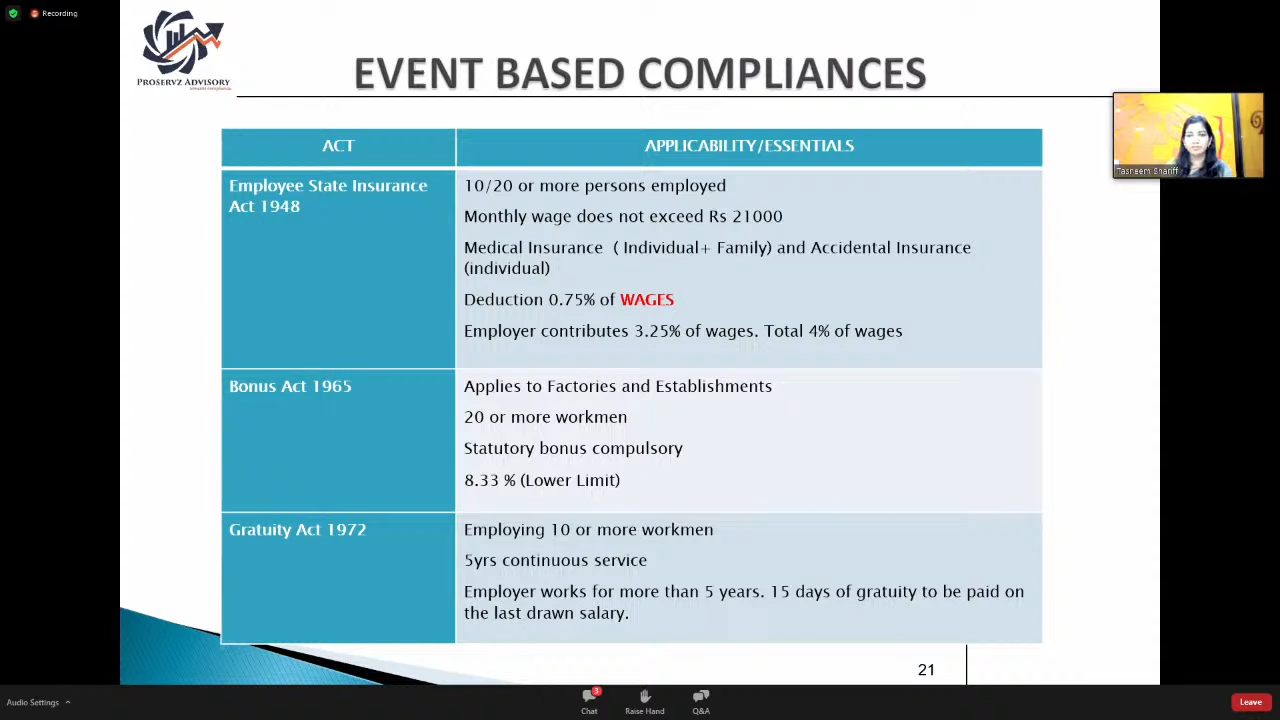 Recording
PROSERVZ ADVISORY
towards compliance
EVENT BASED COMPLIANCES
ACT
APPLICABILITY/ESSENTIALS
Employee State Insurance
Act 1948
10/20 or more persons employed
Monthly wage does not exceed Rs 21000
Medical Insurance ( Individual+ Family) and Accidental Insurance
(individual)
Deduction 0.75% of WAGES
Employer contributes 3.25% of wages. Total 4% of wages
Bonus Act 1965
Applies to Factories and Establishments
20 or more workmen
Statutory bonus compulsory
8.33 % (Lower Limit)
Gratuity Act 1972
Employing 10 or more workmen
5yrs continuous service
Employer works for more than 5 years. 15 days of gratuity to be paid on
the last drawn salary.
21
Tasneem Shariff
Audio Settings
3
Chat
Raise Hand
Q&A
Leave